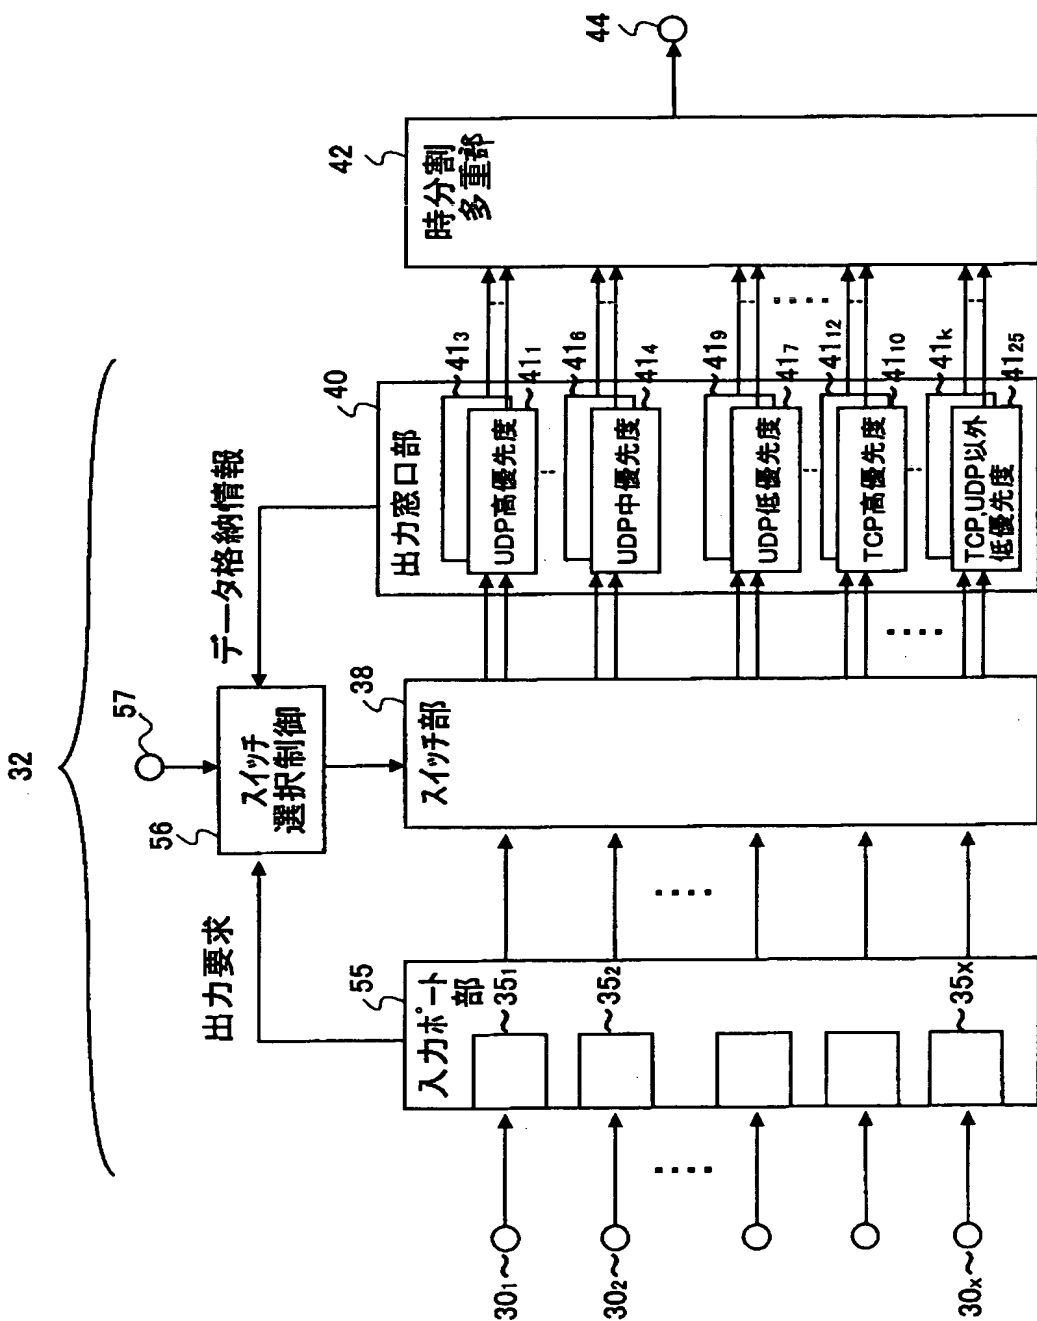 32
57
56
スイッチ
選択制御
出力要求
データ格納情報
55
入力ポート
部
35₁
35₂
35ₓ
30₁
30₂
30ₓ
38
スイッチ部
40
出力窓口部
41₃
UDP高優先度
41₁
41₆
UDP中優先度
41₄
41₉
UDP低優先度
41₇
41₁₂
TCP高優先度
41₁₀
41ₖ
TCP,UDP以外
低優先度
41₂₅
42
時分割
多重部
44